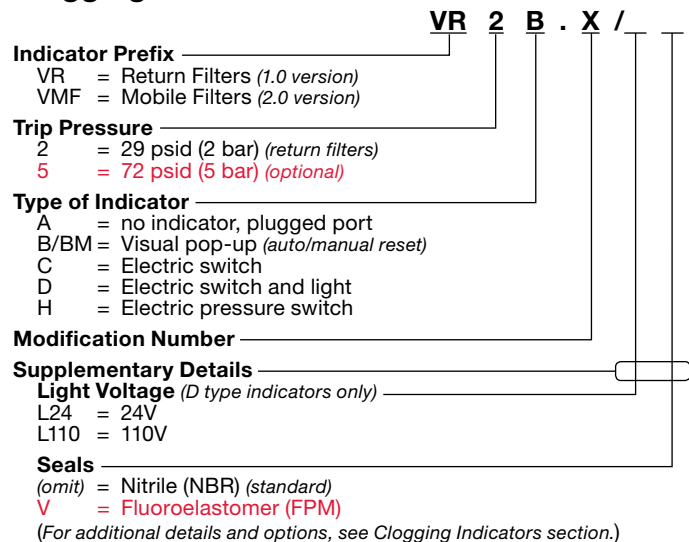 VR 2 B . X /_ _
Indicator Prefix
VR = Return Filters (1.0 version)
VMF = Mobile Filters (2.0 version)
Trip Pressure
2 = 29 psid (2 bar) (return filters)
5 = 72 psid (5 bar) (optional)
Type of Indicator
A = no indicator, plugged port
B/BM = Visual pop-up (auto/manual reset)
C = Electric switch
D = Electric switch and light
H = Electric pressure switch
Modification Number
Supplementary Details
Light Voltage (D type indicators only)
L24 = 24V
L110 = 110V
Seals
(omit) = Nitrile (NBR) (standard)
V = Fluoroelastomer (FPM)
(For additional details and options, see Clogging Indicators section.)